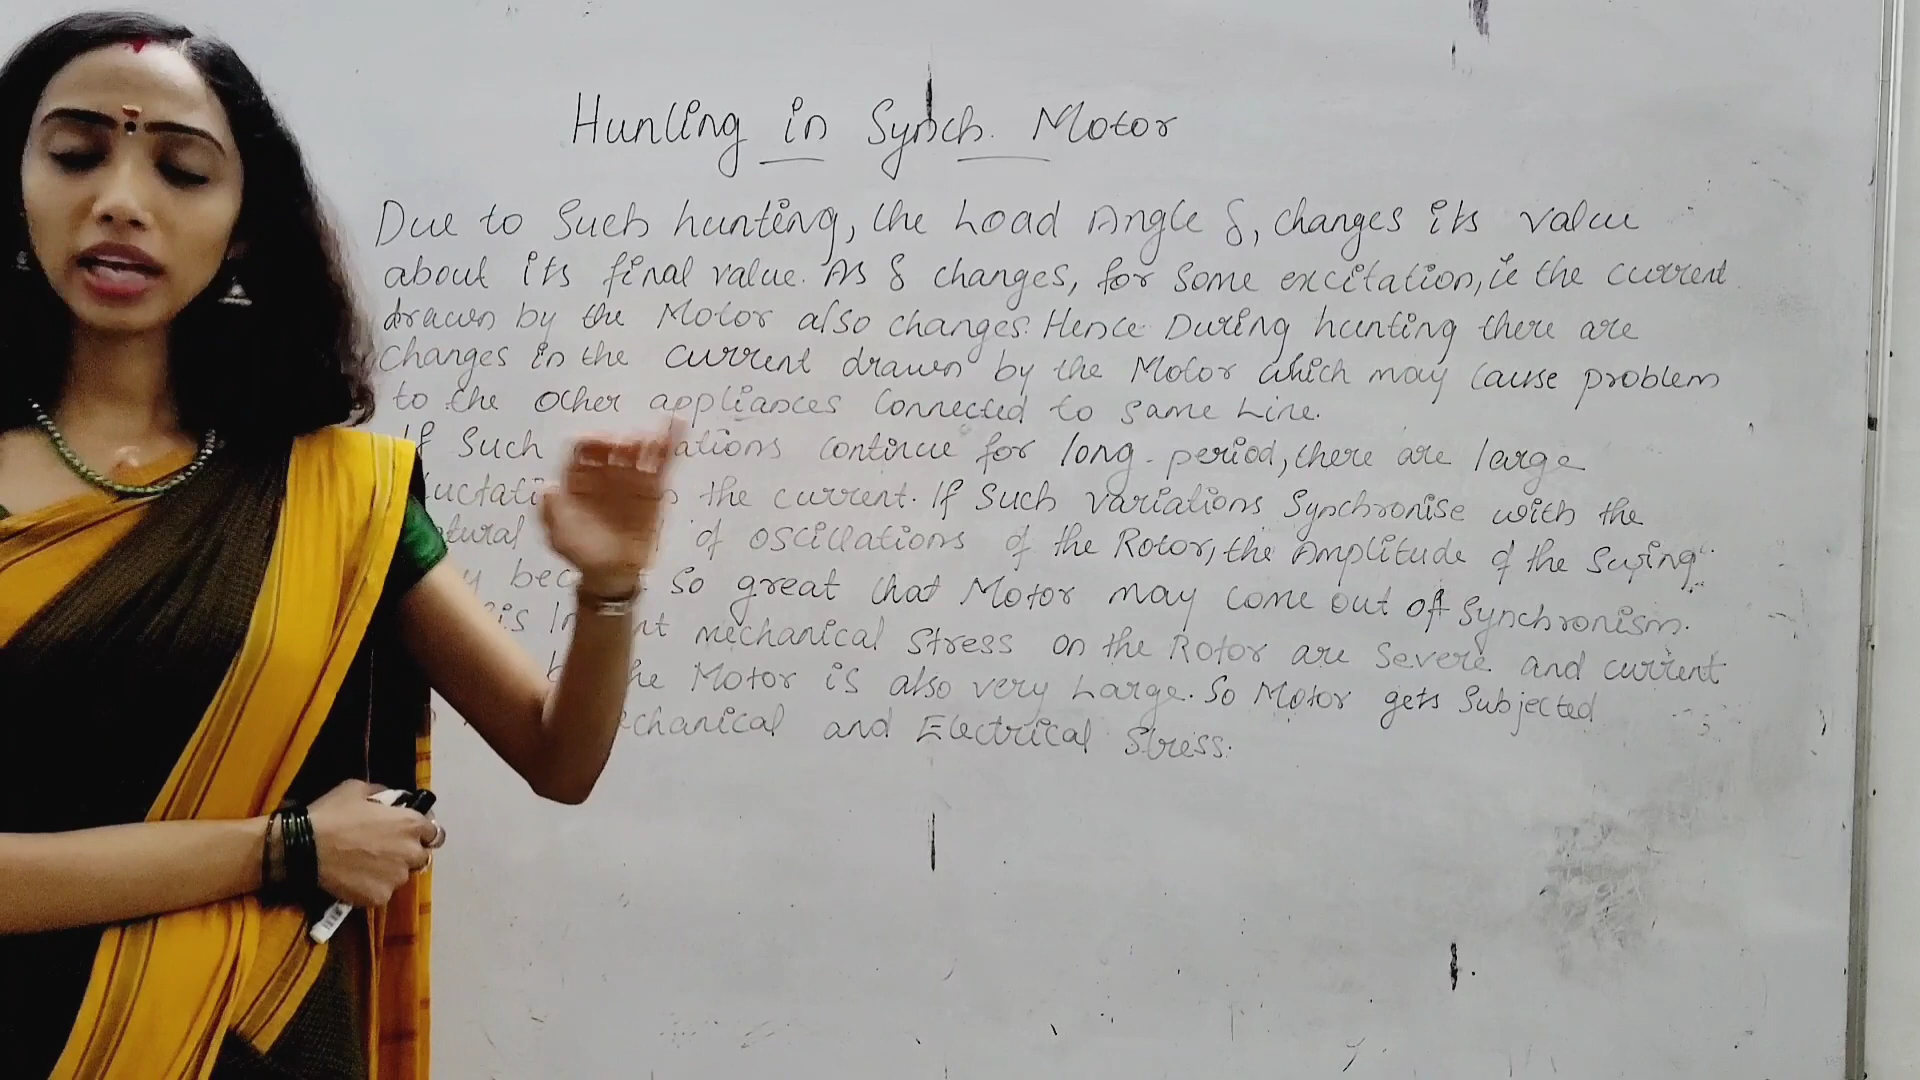 Hunting in Synch. Motor
Due to Such hunting, the Load Angle δ, changes its value
about its final value. As δ changes, for Some excitation, ie the current
drawn by the Motor also changes. Hence During hunting there are
changes in the current drawn by the Motor which may cause problem
to the other appliances Connected to same Line.
If Such continue for long period, there are large
the current. If Such variations Synchronise with the
of oscillations of the Rotor, the Amplitude of the Swing
So great that Motor may come out of Synchronism.
mechanical Stress on the Rotor are Severe and current
the Motor is also very Large. So Motor gets Subjected
and Electrical Stress.